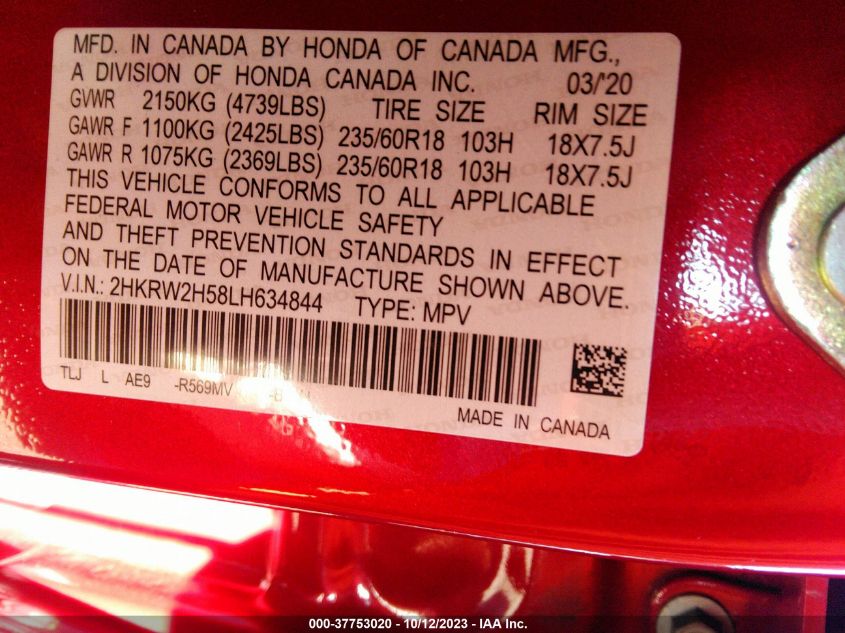 MFD. IN CANADA BY HONDA OF CANADA MFG.,
A DIVISION OF HONDA CANADA INC. 03/'20
GVWR 2150KG (4739LBS) TIRE SIZE RIM SIZE
GAWR F 1100KG (2425LBS) 235/60R18 103H 18X7.5J
GAWR R 1075KG (2369LBS) 235/60R18 103H 18X7.5J
THIS VEHICLE CONFORMS TO ALL APPLICABLE
FEDERAL MOTOR VEHICLE SAFETY
AND THEFT PREVENTION STANDARDS IN EFFECT
ON THE DATE OF MANUFACTURE SHOWN ABOVE.
V.I.N.: 2HKRW2H58LH634844 TYPE: MPV
TLJ L AE9 -R569MV
MADE IN CANADA
000-37753020 - 10/12/2023 - IAA Inc.